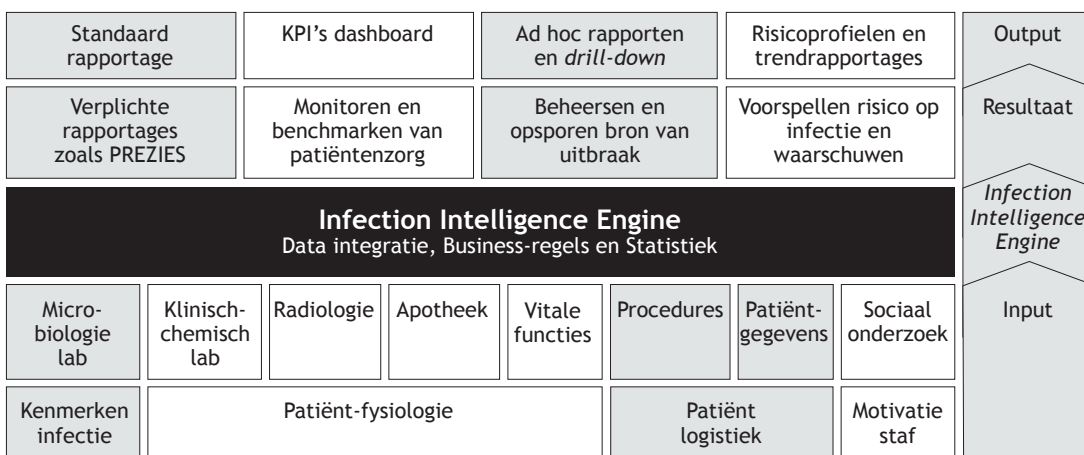 Standaard
rapportage
KPI's dashboard
Ad hoc rapporten
en drill-down
Risicoprofielen en
trendrapportages
Output
Verplichte
rapportages
zoals PREZIES
Monitoren en
benchmarken van
patiëntenzorg
Beheersen en
opsporen bron van
uitbraak
Voorspellen risico op
infectie en
waarschuwen
Resultaat
Infection Intelligence Engine
Data integratie, Business-regels en Statistiek
Infection
Intelligence
Engine
Micro-
biologie
lab
Klinisch-
chemisch
lab
Radiologie
Apotheek
Vitale
functies
Procedures
Patiënt-
gegevens
Sociaal
onderzoek
Input
Kenmerken
infectie
Patiënt-fysiologie
Patiënt
logistiek
Motivatie
staf